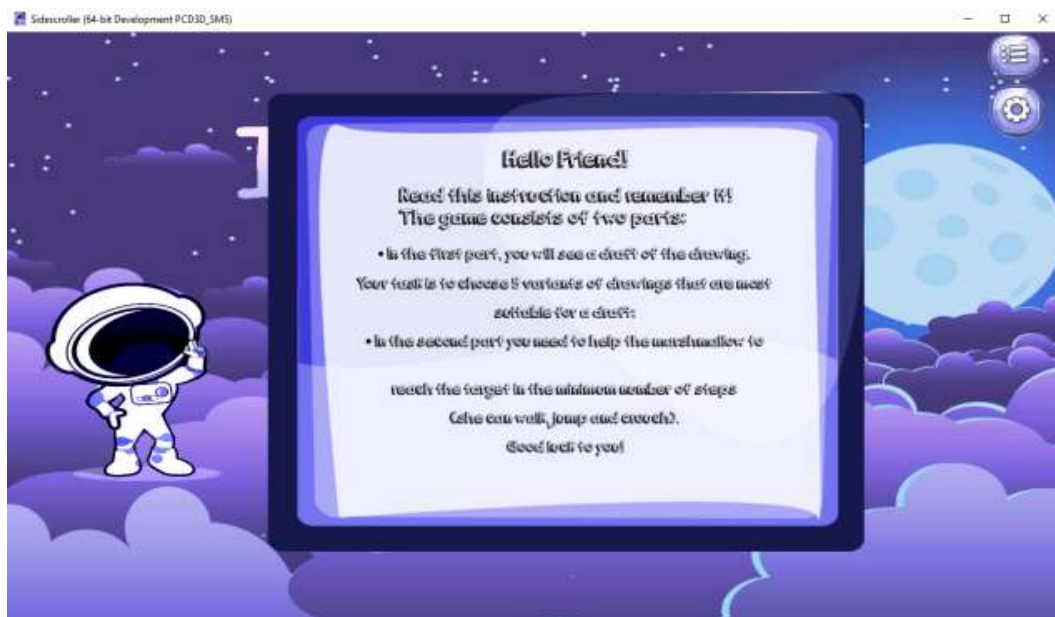 Sidescroller (64-bit Development PCD3D_SM5)
Hello Friend!
Read this instruction and remember it!
The game consists of two parts:
• In the first part, you will see a draft of the drawing.
Your task is to choose 5 variants of drawings that are most
suitable for a draft;
• In the second part you need to help the marshmallow to
reach the target in the minimum number of steps
(she can walk, jump and crouch).
Good luck to you!